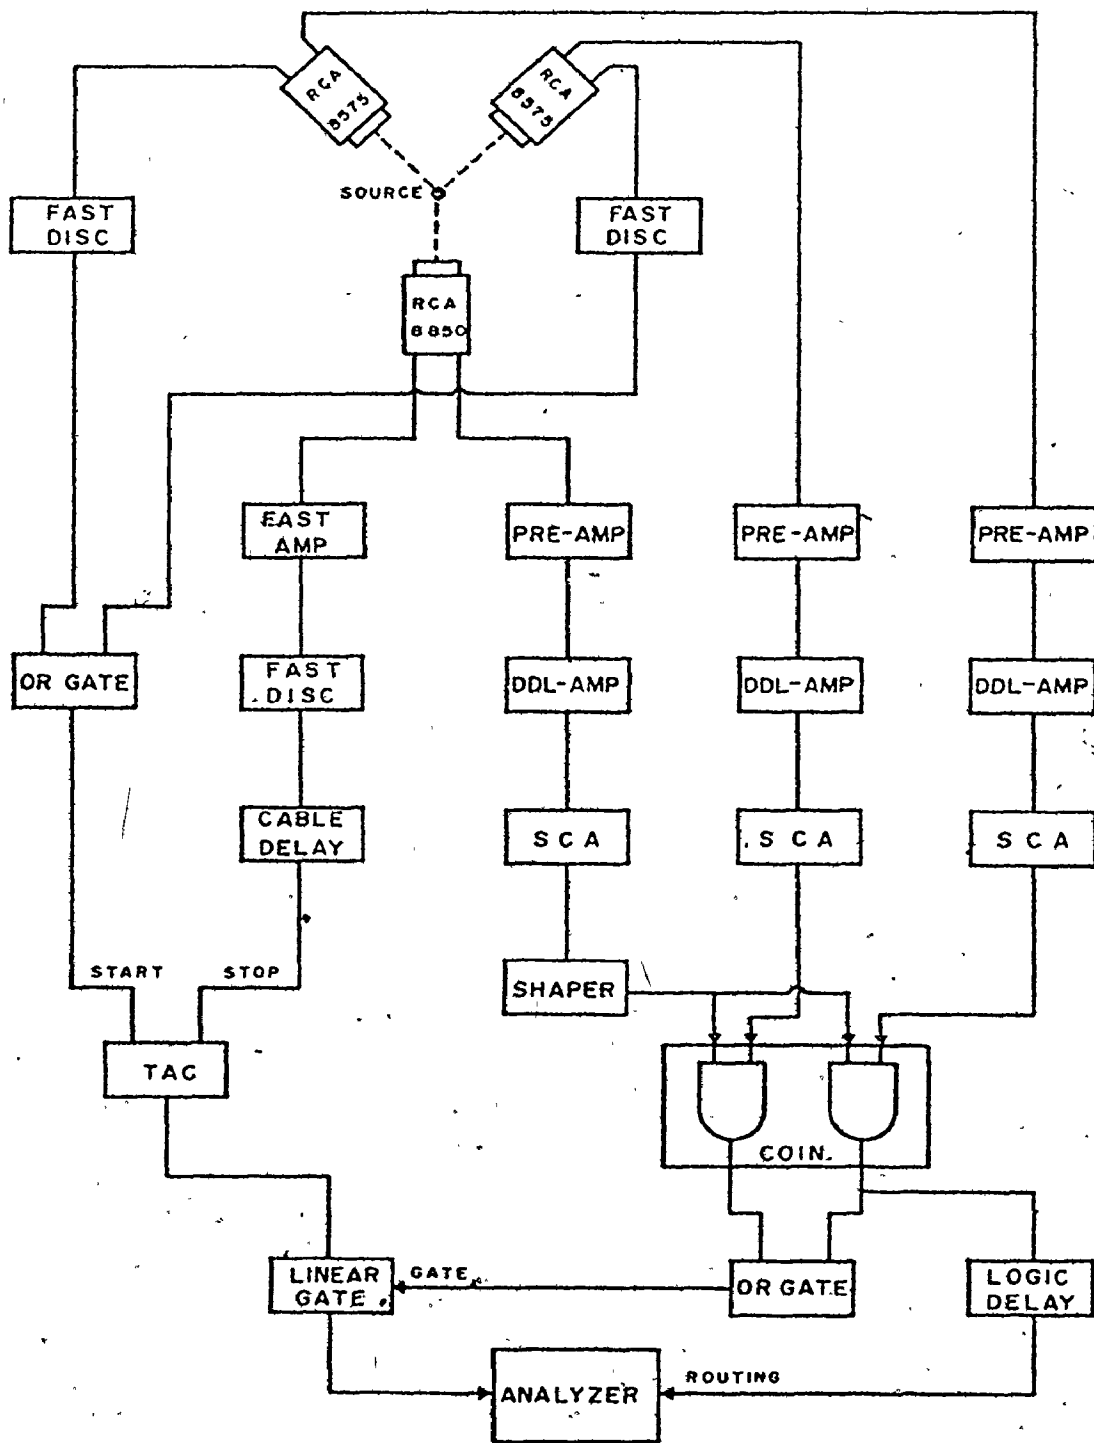 RCA
8575
RCA
8575
SOURCE
FAST
DISC
FAST
DISC
RCA
8850
FAST
AMP
PRE-AMP
PRE-AMP
PRE-AMP
OR GATE
FAST
DISC
DDL-AMP
DDL-AMP
DDL-AMP
CABLE
DELAY
SCA
SCA
SCA
START
STOP
SHAPER
TAC
COIN.
LINEAR
GATE
GATE
OR GATE
LOGIC
DELAY
ANALYZER
ROUTING